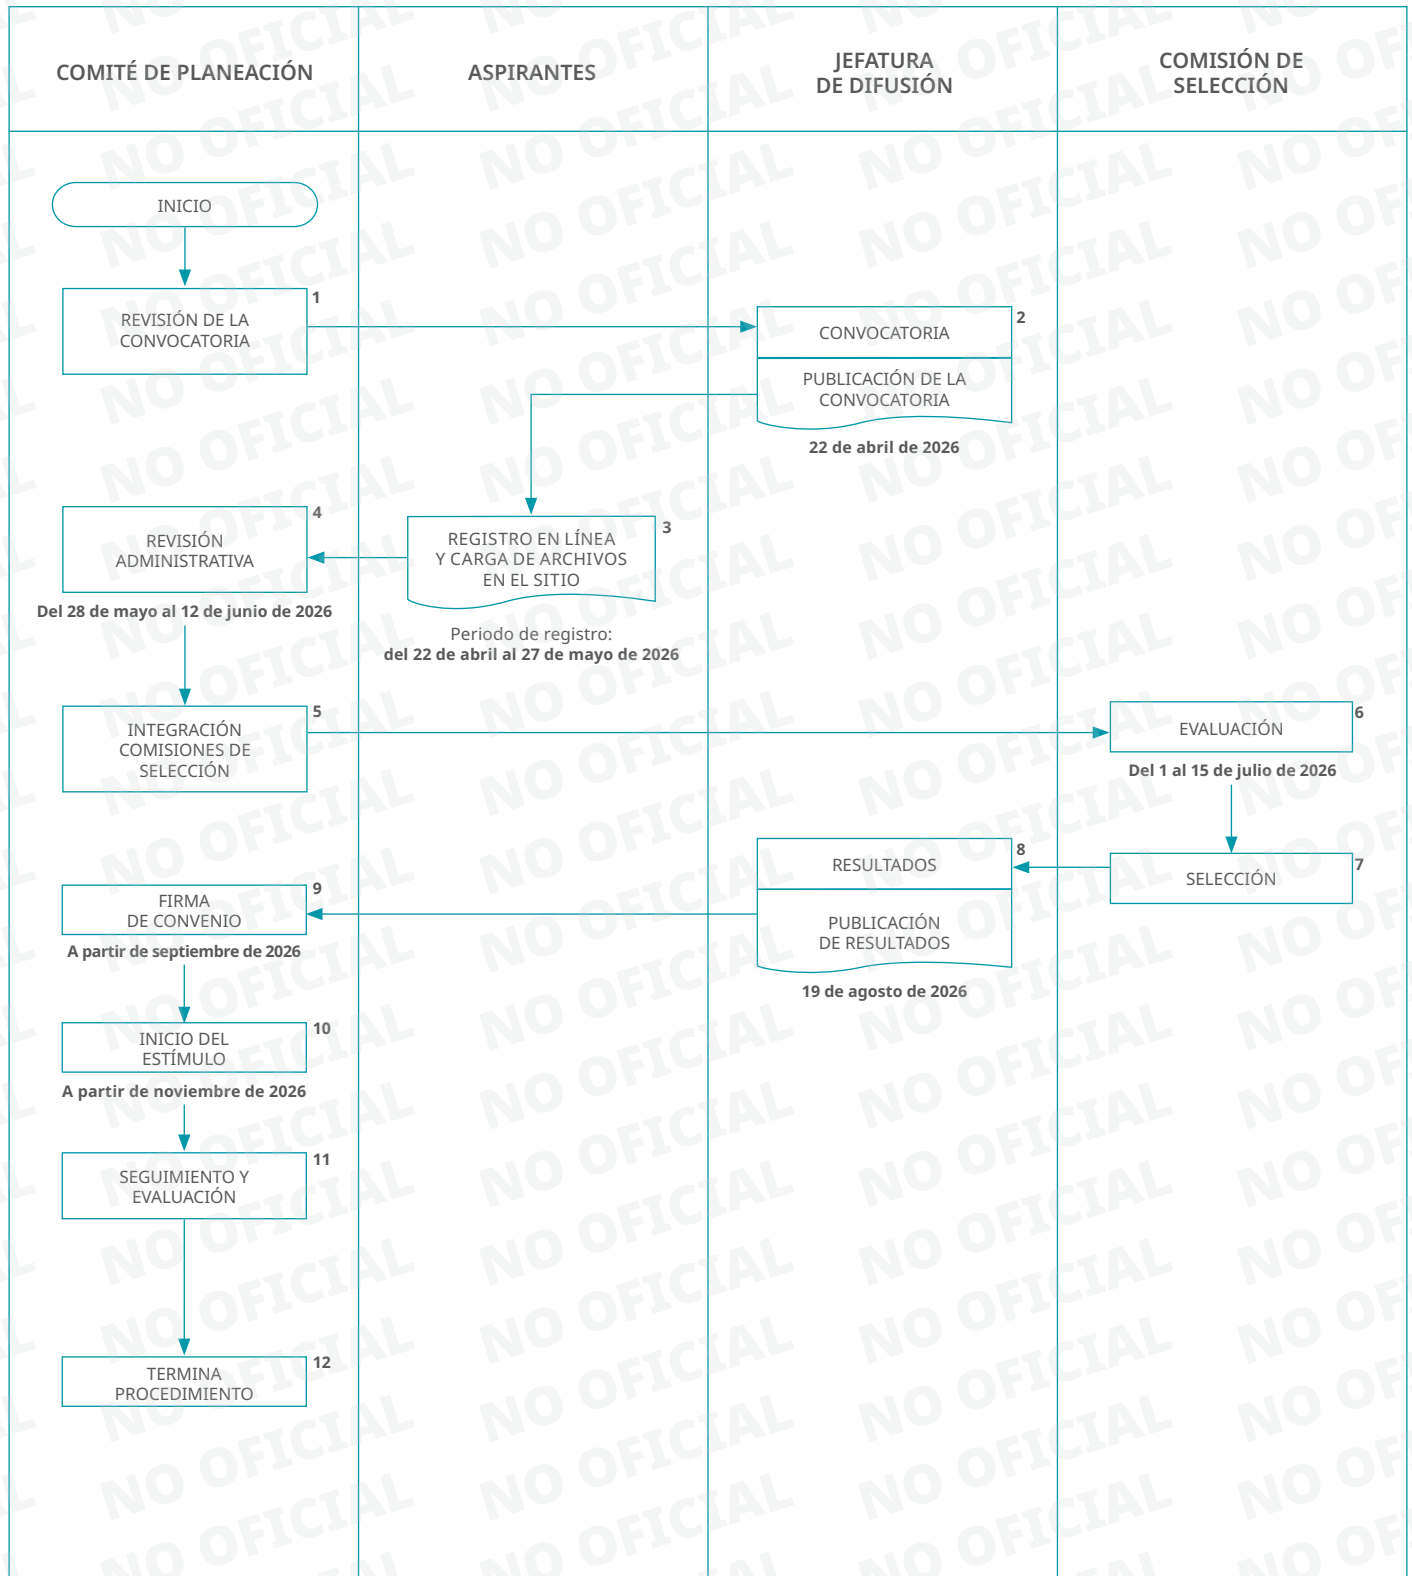 COMITÉ DE PLANEACIÓN
ASPIRANTES
JEFATURA
DE DIFUSIÓN
COMISIÓN DE
SELECCIÓN
INICIO
1
REVISIÓN DE LA
CONVOCATORIA
2
CONVOCATORIA
PUBLICACIÓN DE LA
CONVOCATORIA
22 de abril de 2026
3
REGISTRO EN LÍNEA
Y CARGA DE ARCHIVOS
EN EL SITIO
Periodo de registro:
del 22 de abril al 27 de mayo de 2026
4
REVISIÓN
ADMINISTRATIVA
Del 28 de mayo al 12 de junio de 2026
5
INTEGRACIÓN
COMISIONES DE
SELECCIÓN
6
EVALUACIÓN
Del 1 al 15 de julio de 2026
7
SELECCIÓN
8
RESULTADOS
PUBLICACIÓN
DE RESULTADOS
19 de agosto de 2026
9
FIRMA
DE CONVENIO
A partir de septiembre de 2026
10
INICIO DEL
ESTÍMULO
A partir de noviembre de 2026
11
SEGUIMIENTO Y
EVALUACIÓN
12
TERMINA
PROCEDIMIENTO
NO OFICIAL